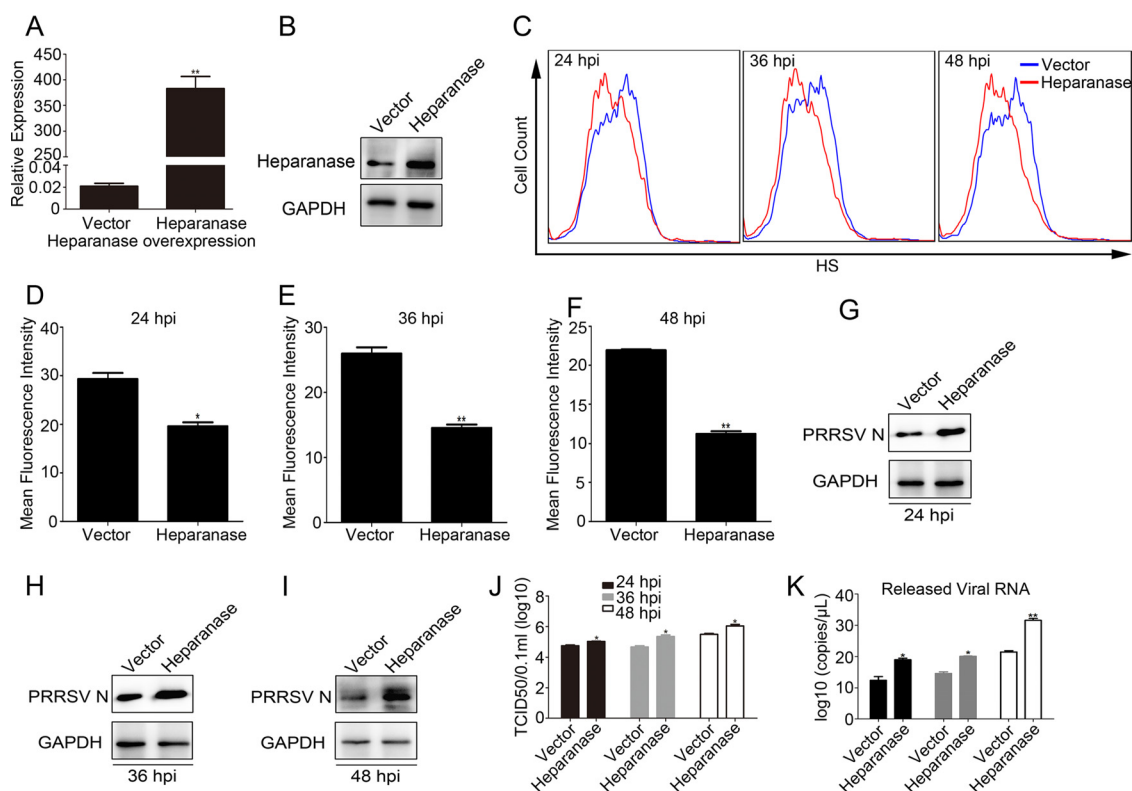 A
Relative Expression
450
400
350
300
250
0.04
0.02
0
**
Vector
Heparanase
Heparanase
overexpression
B
Vector
Heparanase
Heparanase
GAPDH
C
Cell Count
24 hpi
36 hpi
48 hpi
Vector
Heparanase
HS
D
24 hpi
Mean Fluorescence Intensity
40
30
20
10
0
*
Vector
Heparanase
E
36 hpi
Mean Fluorescence Intensity
30
20
10
0
**
Vector
Heparanase
F
48 hpi
Mean Fluorescence Intensity
25
20
15
10
5
0
**
Vector
Heparanase
G
Vector
Heparanase
PRRSV N
GAPDH
24 hpi
H
Vector
Heparanase
PRRSV N
GAPDH
36 hpi
I
Vector
Heparanase
PRRSV N
GAPDH
48 hpi
J
24 hpi
36 hpi
48 hpi
TCID50/0.1ml (log10)
8
6
4
2
0
*
*
*
Vector
Heparanase
Vector
Heparanase
Vector
Heparanase
K
Released Viral RNA
log10 (copies/μL)
40
30
20
10
0
*
*
**
Vector
Heparanase
Vector
Heparanase
Vector
Heparanase